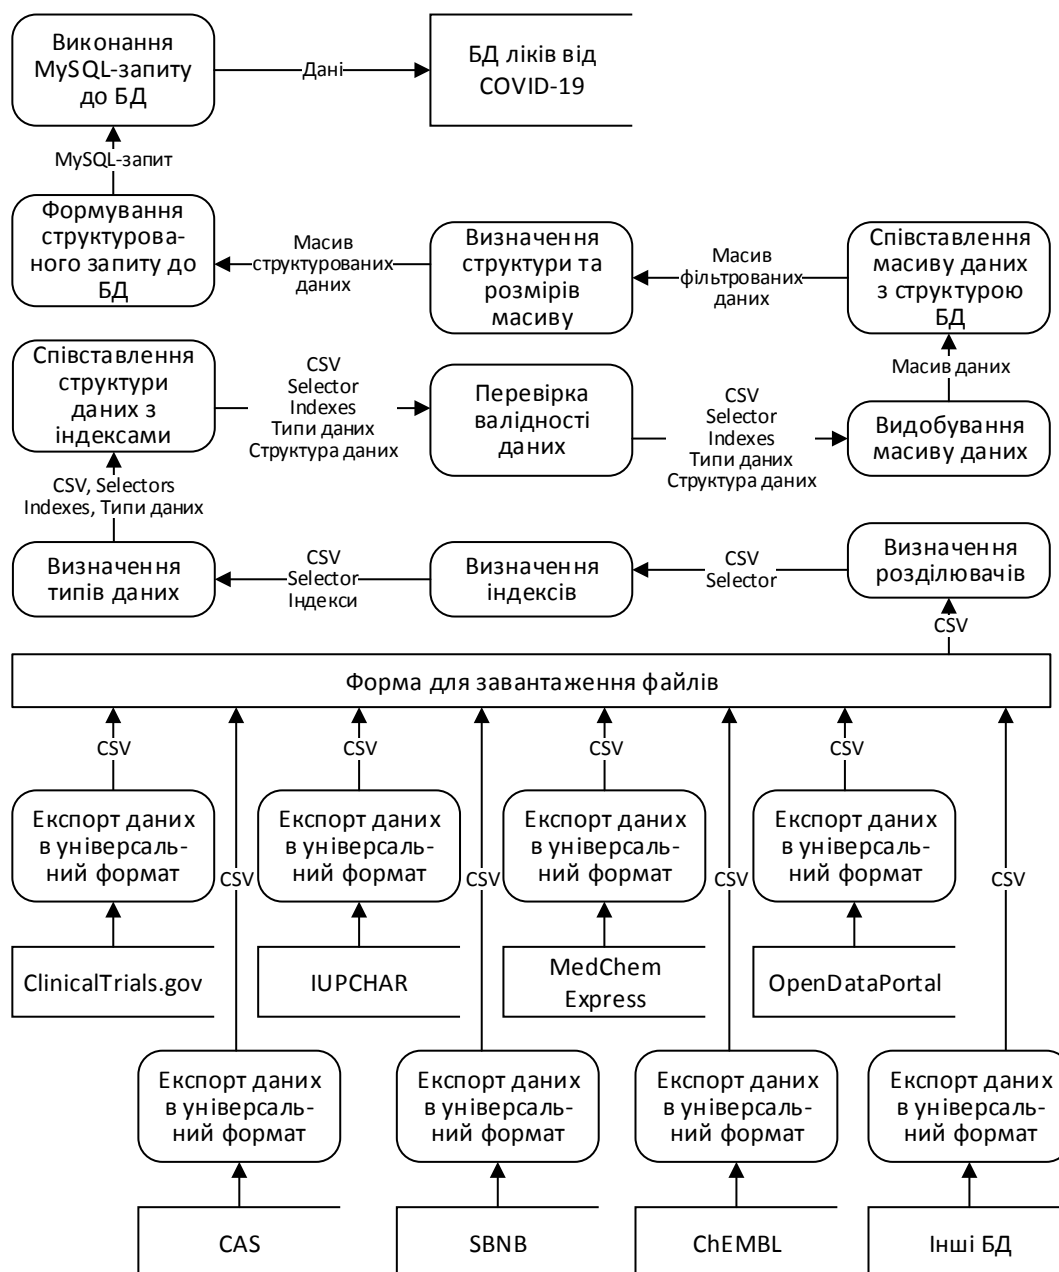 Виконання
MySQL-запиту
до БД
Дані
БД ліків від
COVID-19
MySQL-запит
Формування
структурова-
ного запиту до
БД
Масив
структурованих
даних
Визначення
структури та
розмірів
масиву
Масив
фільтрованих
даних
Співставлення
масиву даних
з структурою
БД
Масив даних
Співставлення
структури
даних з
індексами
CSV
Selector
Indexes
Типи даних
Структура даних
Перевірка
валідності
даних
CSV
Selector
Indexes
Типи даних
Структура даних
Видобування
масиву даних
CSV, Selectors
Indexes, Типи даних
Визначення
типів даних
CSV
Selector
Індекси
Визначення
індексів
CSV
Selector
Визначення
розділювачів
CSV
Форма для завантаження файлів
CSV
CSV
CSV
CSV
Експорт даних
в універсаль-
ний формат
Експорт даних
в універсаль-
ний формат
Експорт даних
в універсаль-
ний формат
Експорт даних
в універсаль-
ний формат
CSV
CSV
CSV
CSV
ClinicalTrials.gov
IUPCHAR
MedChem
Express
OpenDataPortal
Експорт даних
в універсаль-
ний формат
Експорт даних
в універсаль-
ний формат
Експорт даних
в універсаль-
ний формат
Експорт даних
в універсаль-
ний формат
CAS
SBNB
ChEMBL
Інші БД